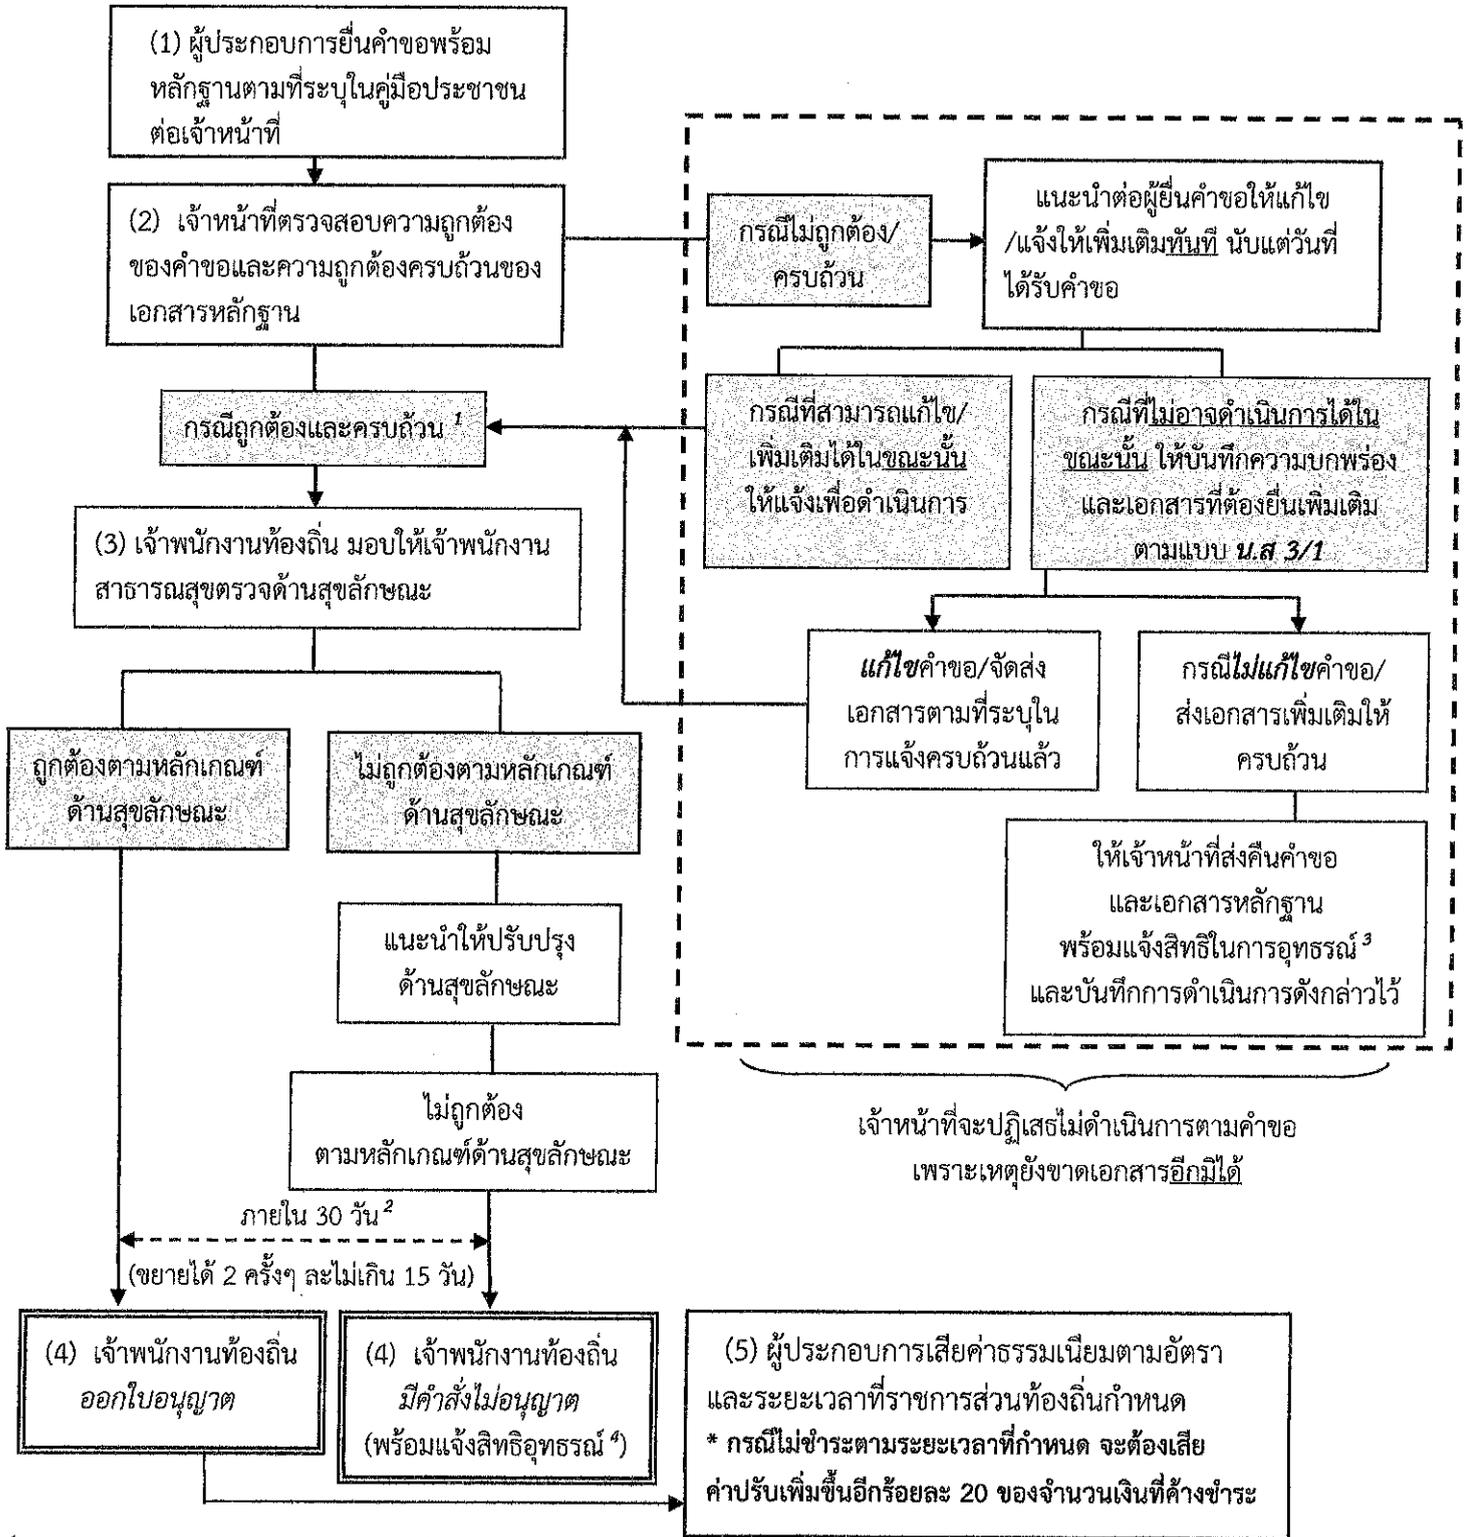 (1) ผู้ประกอบการยื่นคำขอพร้อม
หลักฐานตามที่ระบุในคู่มือประชาชน
ต่อเจ้าหน้าที่
(2) เจ้าหน้าที่ตรวจสอบความถูกต้อง
ของคำขอและความถูกต้องครบถ้วนของ
เอกสารหลักฐาน
กรณีไม่ถูกต้อง/
ครบถ้วน
แนะนำต่อผู้ยื่นคำขอให้แก้ไข
/แจ้งให้เพิ่มเติมทันที นับแต่วันที่
ได้รับคำขอ
กรณีถูกต้องและครบถ้วน 1
กรณีที่สามารถแก้ไข/
เพิ่มเติมได้ในขณะนั้น
ให้แจ้งเพื่อดำเนินการ
กรณีที่ไม่อาจดำเนินการได้ใน
ขณะนั้น ให้บันทึกความบกพร่อง
และเอกสารที่ต้องยื่นเพิ่มเติม
ตามแบบ น.ส 3/1
(3) เจ้าพนักงานท้องถิ่น มอบให้เจ้าพนักงาน
สาธารณสุขตรวจด้านสุขลักษณะ
แก้ไขคำขอ/จัดส่ง
เอกสารตามที่ระบุใน
การแจ้งครบถ้วนแล้ว
กรณีไม่แก้ไขคำขอ/
ส่งเอกสารเพิ่มเติมให้
ครบถ้วน
ถูกต้องตามหลักเกณฑ์
ด้านสุขลักษณะ
ไม่ถูกต้องตามหลักเกณฑ์
ด้านสุขลักษณะ
ให้เจ้าหน้าที่ส่งคืนคำขอ
และเอกสารหลักฐาน
พร้อมแจ้งสิทธิในการอุทธรณ์ 3
และบันทึกการดำเนินการดังกล่าวไว้
แนะนำให้ปรับปรุง
ด้านสุขลักษณะ
ไม่ถูกต้อง
ตามหลักเกณฑ์ด้านสุขลักษณะ
เจ้าหน้าที่จะปฏิเสธไม่ดำเนินการตามคำขอ
เพราะเหตุยังขาดเอกสารอีกมิได้
ภายใน 30 วัน 2
(ขยายได้ 2 ครั้งๆ ละไม่เกิน 15 วัน)
(4) เจ้าพนักงานท้องถิ่น
ออกใบอนุญาต
(4) เจ้าพนักงานท้องถิ่น
มีคำสั่งไม่อนุญาต
(พร้อมแจ้งสิทธิอุทธรณ์ 4)
(5) ผู้ประกอบการเสียค่าธรรมเนียมตามอัตรา
และระยะเวลาที่ราชการส่วนท้องถิ่นกำหนด
* กรณีไม่ชำระตามระยะเวลาที่กำหนด จะต้องเสีย
ค่าปรับเพิ่มขึ้นอีกร้อยละ 20 ของจำนวนเงินที่ค้างชำระ